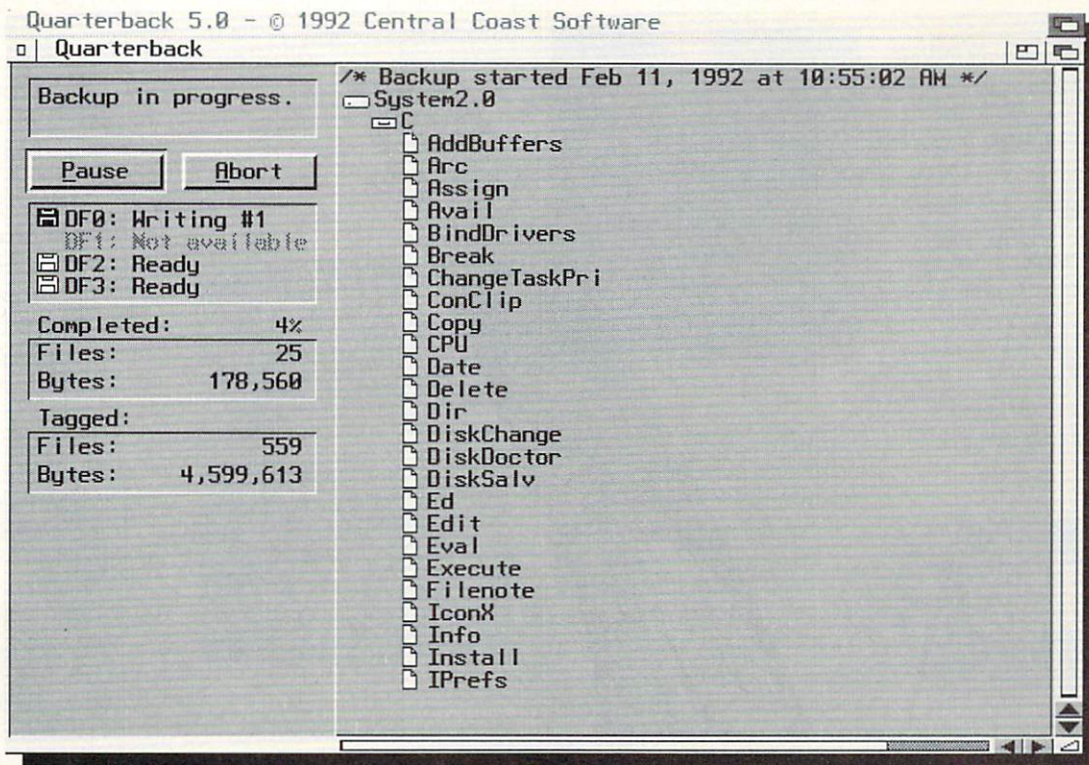 Quarterback 5.0 - © 1992 Central Coast Software
Quarterback
Backup in progress.
Pause
Abort
DF0: Writing #1
DF1: Not available
DF2: Ready
DF3: Ready
Completed: 4%
Files: 25
Bytes: 178,560
Tagged:
Files: 559
Bytes: 4,599,613
/* Backup started Feb 11, 1992 at 10:55:02 AM */
System2.0
C
AddBuffers
Arc
Assign
Avail
BindDrivers
Break
ChangeTaskPri
ConClip
Copy
CPU
Date
Delete
Dir
DiskChange
DiskDoctor
DiskSalv
Ed
Edit
Eval
Execute
Filenote
IconX
Info
Install
IPrefs